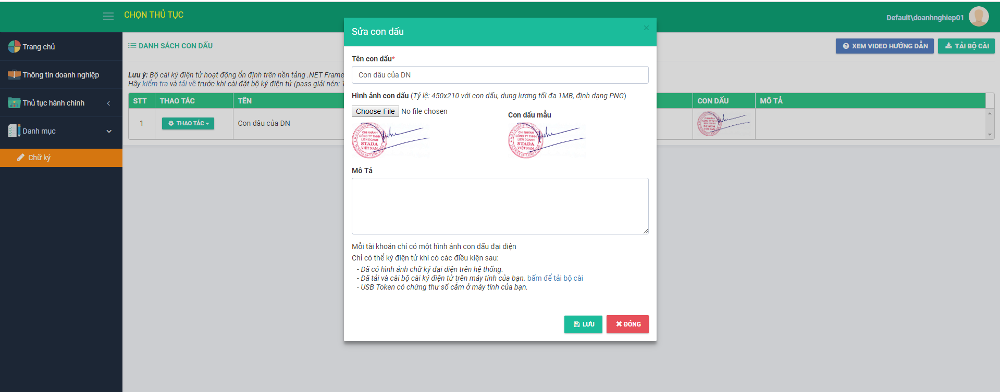 CHỌN THỦ TỤC
Default\doanhnghiep01
Trang chủ
Thông tin doanh nghiệp
Thủ tục hành chính
Danh mục
Chữ ký
DANH SÁCH CON DẤU
XEM VIDEO HƯỚNG DẪN
TẢI BỘ CÀI
Lưu ý: Bộ cài ký điện tử hoạt động ổn định trên nền tảng .NET Frame
Hãy kiểm tra và tải về trước khi cài đặt bộ ký điện tử (pass giải nén: 1
STT THAO TÁC TÊN CON DẤU MÔ TẢ
1 THAO TÁC Con dâu của DN
CHI NHÁNH
CÔNG TY TNHH
LIÊN DOANH
STADA
VIỆT NAM
Sửa con dấu
×
Tên con dấu*
Con dâu của DN
Hình ảnh con dấu (Tỷ lệ: 450x210 với con dấu, dung lượng tối đa 1MB, định dạng PNG)
Choose File No file chosen
Con dấu mẫu
CHI NHÁNH
CÔNG TY TNHH
LIÊN DOANH
STADA
VIỆT NAM
CHI NHÁNH
CÔNG TY TNHH
LIÊN DOANH
STADA
VIỆT NAM
Mô Tả
Mỗi tài khoản chỉ có một hình ảnh con dấu đại diện
Chỉ có thể ký điện tử khi có các điều kiện sau:
- Đã có hình ảnh chữ ký đại diện trên hệ thống.
- Đã tải và cài bộ cài ký điện tử trên máy tính của bạn. bấm để tải bộ cài
- USB Token có chứng thư số cắm ở máy tính của bạn.
LƯU
ĐÓNG